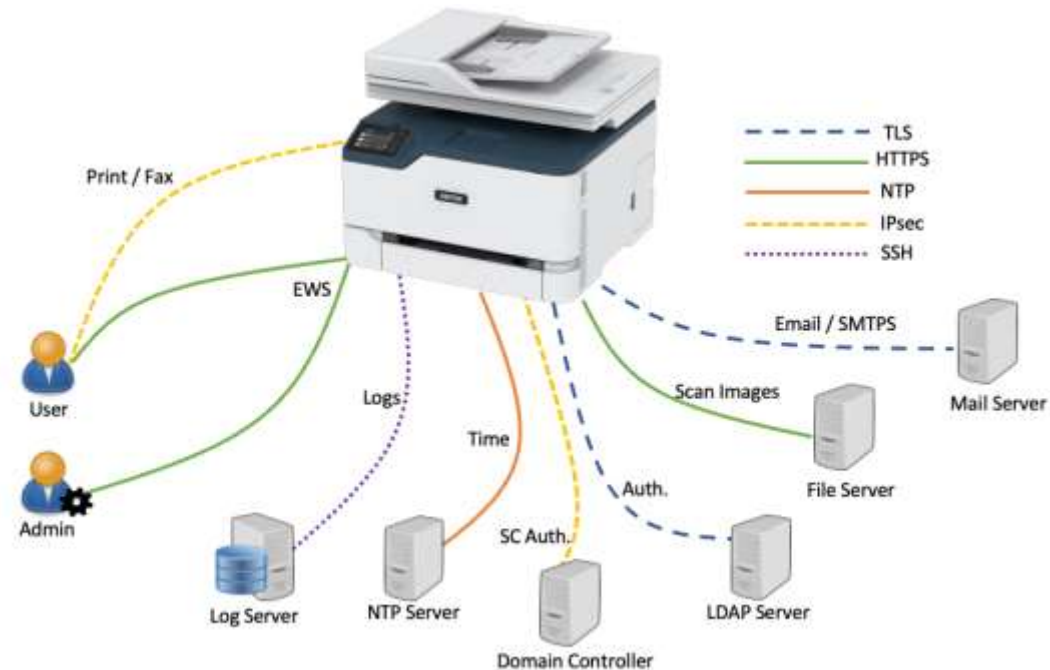 TLS
HTTPS
NTP
IPsec
SSH
Print / Fax
EWS
Email / SMTPS
User
Logs
Scan Images
Mail Server
Time
Admin
Auth.
File Server
SC Auth.
Log Server
NTP Server
LDAP Server
Domain Controller